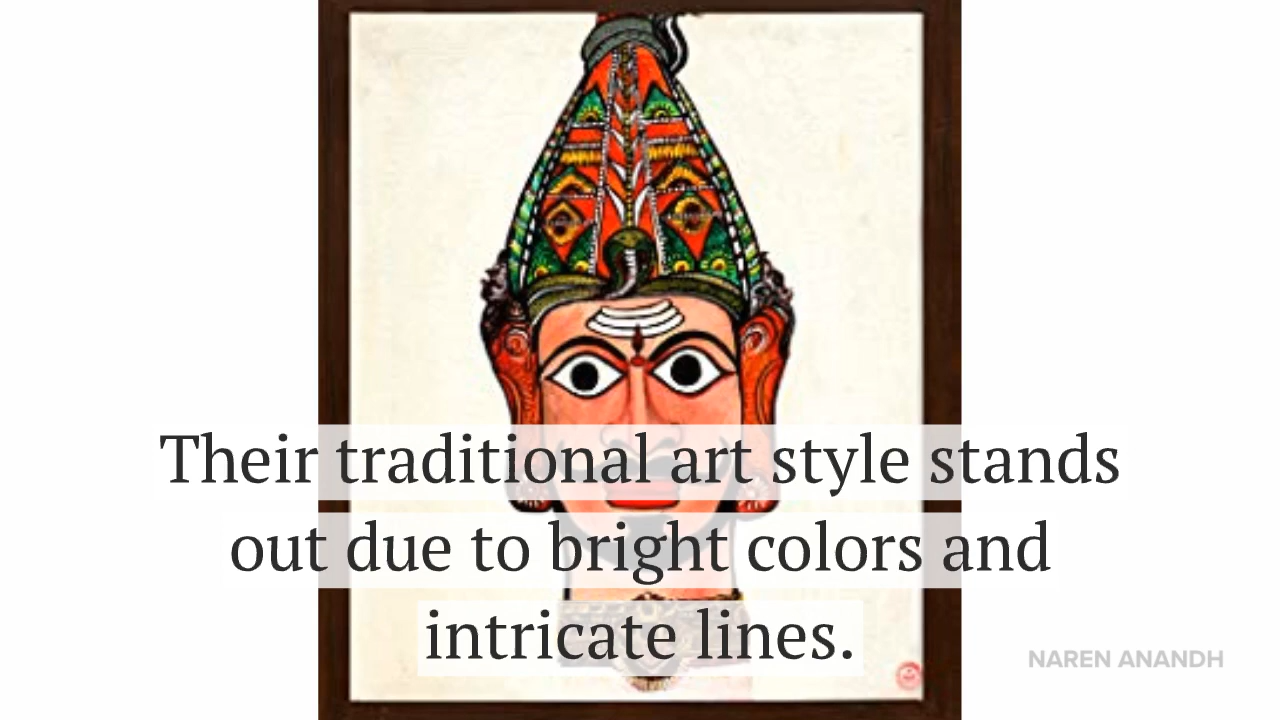 Their traditional art style stands
out due to bright colors and
intricate lines.
NAREN ANANDH